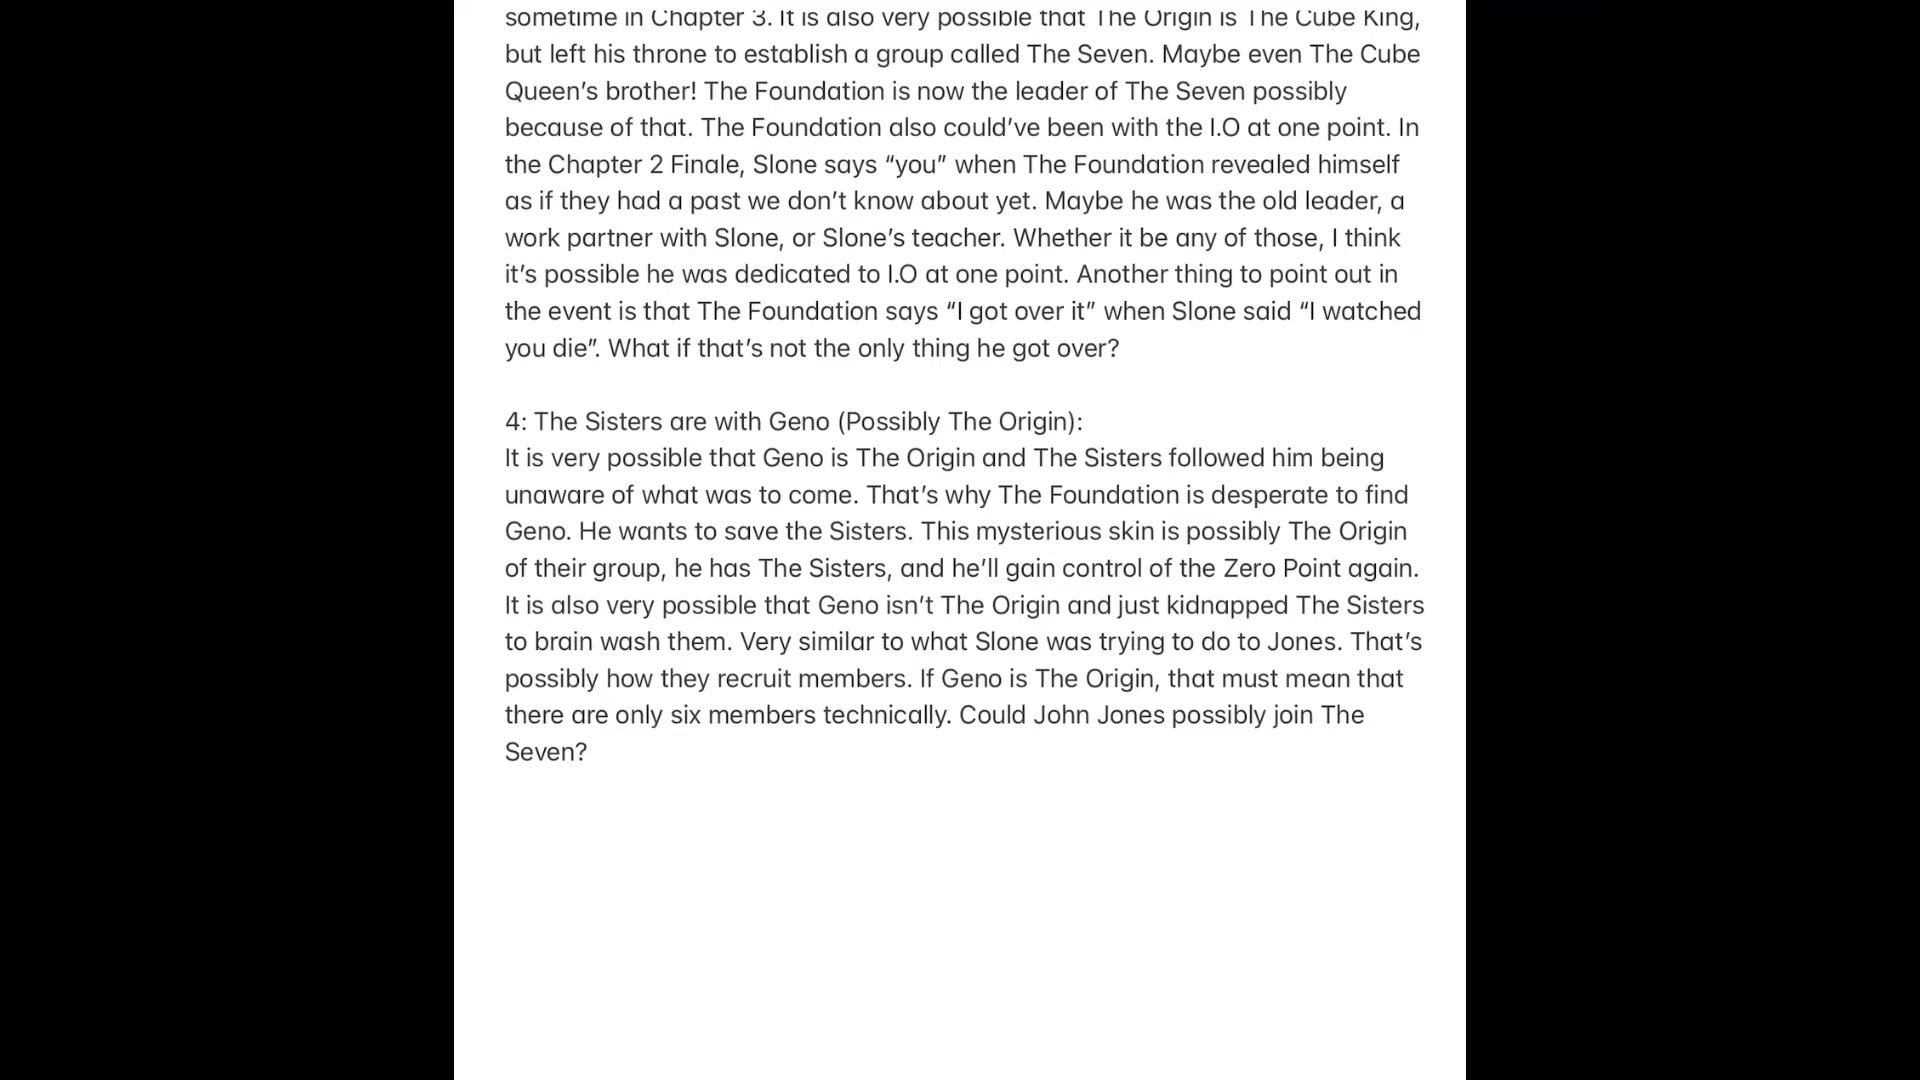 sometime in Chapter 3. It is also very possible that The Origin is The Cube King,
but left his throne to establish a group called The Seven. Maybe even The Cube
Queen’s brother! The Foundation is now the leader of The Seven possibly
because of that. The Foundation also could’ve been with the I.O at one point. In
the Chapter 2 Finale, Slone says “you” when The Foundation revealed himself
as if they had a past we don’t know about yet. Maybe he was the old leader, a
work partner with Slone, or Slone’s teacher. Whether it be any of those, I think
it’s possible he was dedicated to I.O at one point. Another thing to point out in
the event is that The Foundation says “I got over it” when Slone said “I watched
you die”. What if that’s not the only thing he got over?
4: The Sisters are with Geno (Possibly The Origin):
It is very possible that Geno is The Origin and The Sisters followed him being
unaware of what was to come. That’s why The Foundation is desperate to find
Geno. He wants to save the Sisters. This mysterious skin is possibly The Origin
of their group, he has The Sisters, and he’ll gain control of the Zero Point again.
It is also very possible that Geno isn’t The Origin and just kidnapped The Sisters
to brain wash them. Very similar to what Slone was trying to do to Jones. That’s
possibly how they recruit members. If Geno is The Origin, that must mean that
there are only six members technically. Could John Jones possibly join The
Seven?